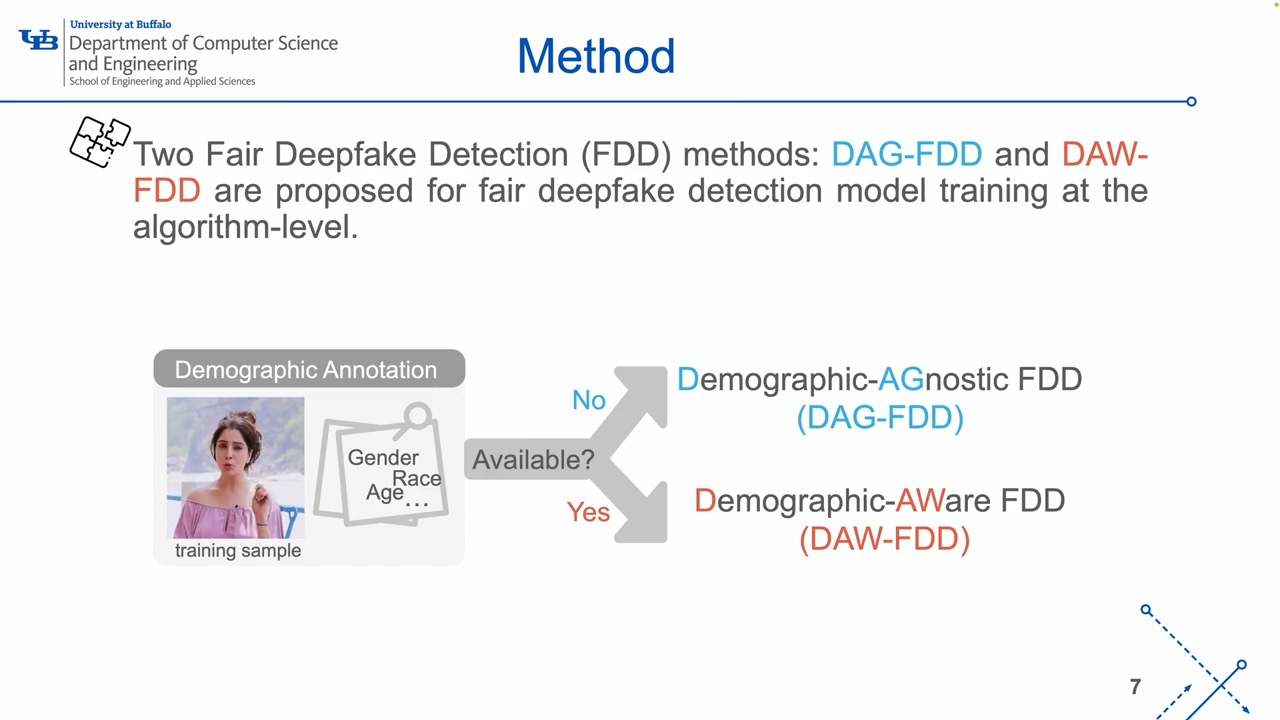 University at Buffalo
Department of Computer Science
and Engineering
School of Engineering and Applied Sciences
Method
Two Fair Deepfake Detection (FDD) methods: DAG-FDD and DAW-
FDD are proposed for fair deepfake detection model training at the
algorithm-level.
Demographic Annotation
Gender
Race
Age
...
training sample
Available?
No
Yes
Demographic-AGnostic FDD
(DAG-FDD)
Demographic-AWare FDD
(DAW-FDD)
7